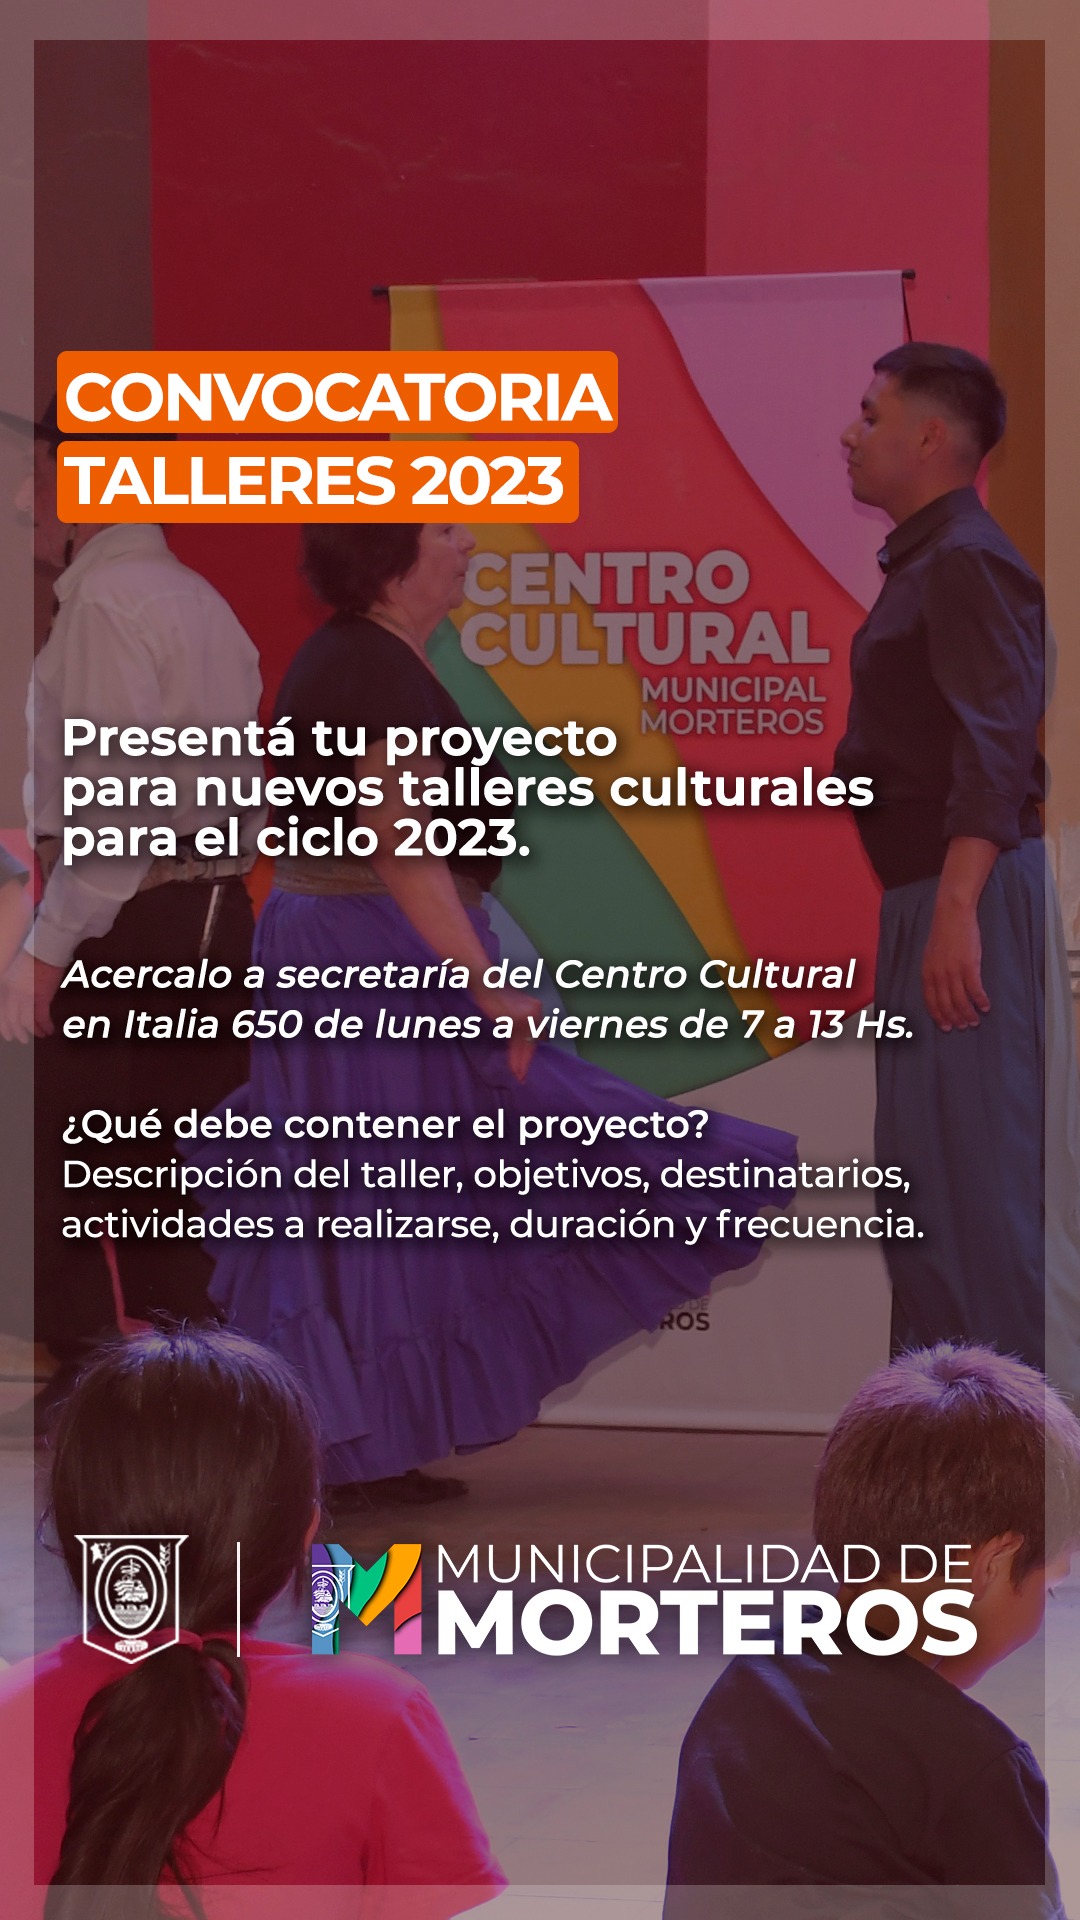 CONVOCATORIA
TALLERES 2023
CENTRO
CULTURAL
MUNICIPAL
MORTEROS
Presentá tu proyecto
para nuevos talleres culturales
para el ciclo 2023.
Acercalo a secretaría del Centro Cultural
en Italia 650 de lunes a viernes de 7 a 13 Hs.
¿Qué debe contener el proyecto?
Descripción del taller, objetivos, destinatarios,
actividades a realizarse, duración y frecuencia.
MUNICIPALIDAD DE
MORTEROS